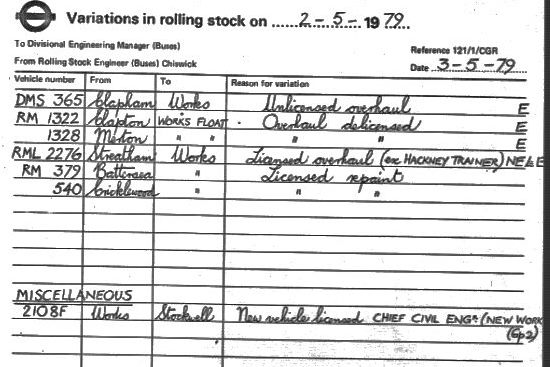 Variations in rolling stock on ......2-5-1979...
To Divisional Engineering Manager (Buses)
Reference 121/1/CGR
From Rolling Stock Engineer (Buses) Chiswick
Date 3-5-79
Vehicle number From To Reason for variation
DMS 365 Clapham Works Unlicensed overhaul E
RM 1322 Clapton WORKS FLOAT . Overhaul delicensed E
1328 Merton " " " " E
RML 2276 Streatham Works Licensed overhaul (ex HACKNEY TRAINER) NE & E
RM 379 Battersea " Licensed repaint
540 Cricklewood " " "
MISCELLANEOUS
2108F Works Stockwell New vehicle licensed CHIEF CIVIL ENGR (NEW WORK
(Gp2)